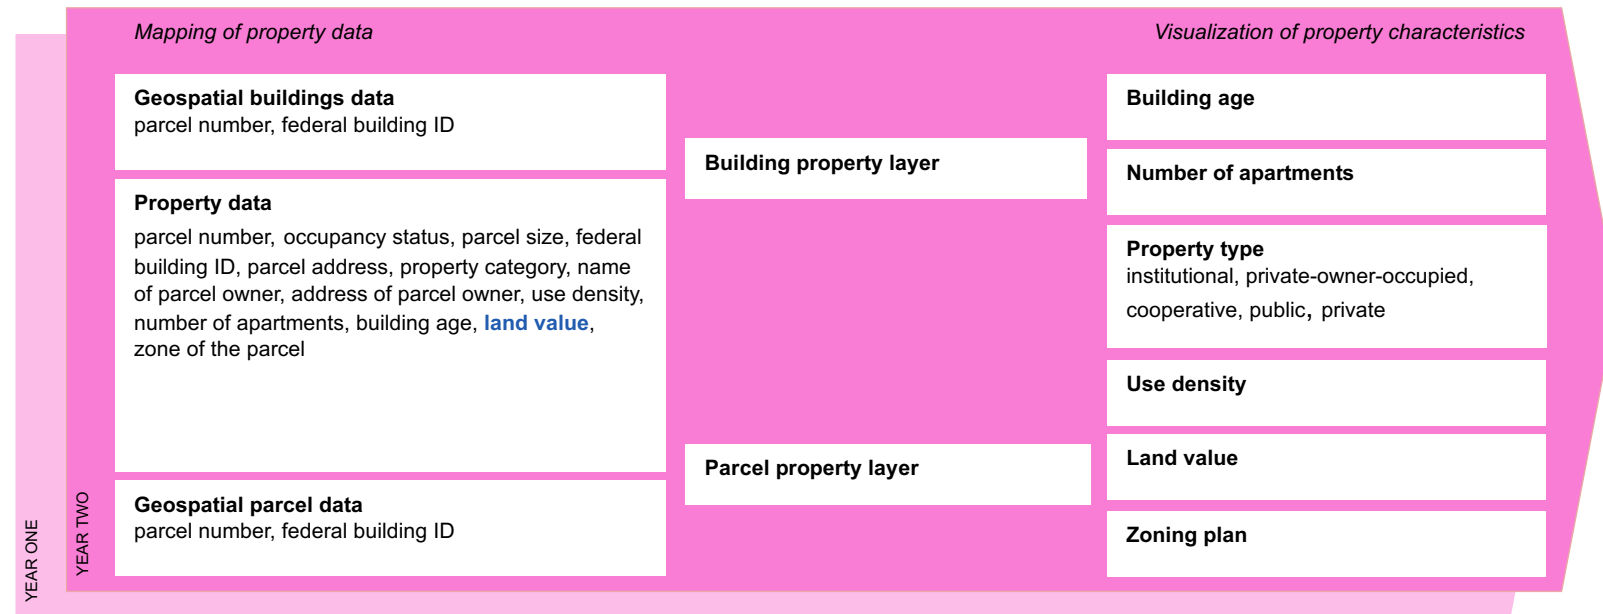 Mapping of property data
Visualization of property characteristics
Geospatial buildings data
parcel number, federal building ID
Property data
parcel number, occupancy status, parcel size, federal
building ID, parcel address, property category, name
of parcel owner, address of parcel owner, use density,
number of apartments, building age, land value,
zone of the parcel
Geospatial parcel data
parcel number, federal building ID
Building property layer
Parcel property layer
Building age
Number of apartments
Property type
institutional, private-owner-occupied,
cooperative, public, private
Use density
Land value
Zoning plan
YEAR ONE
YEAR TWO